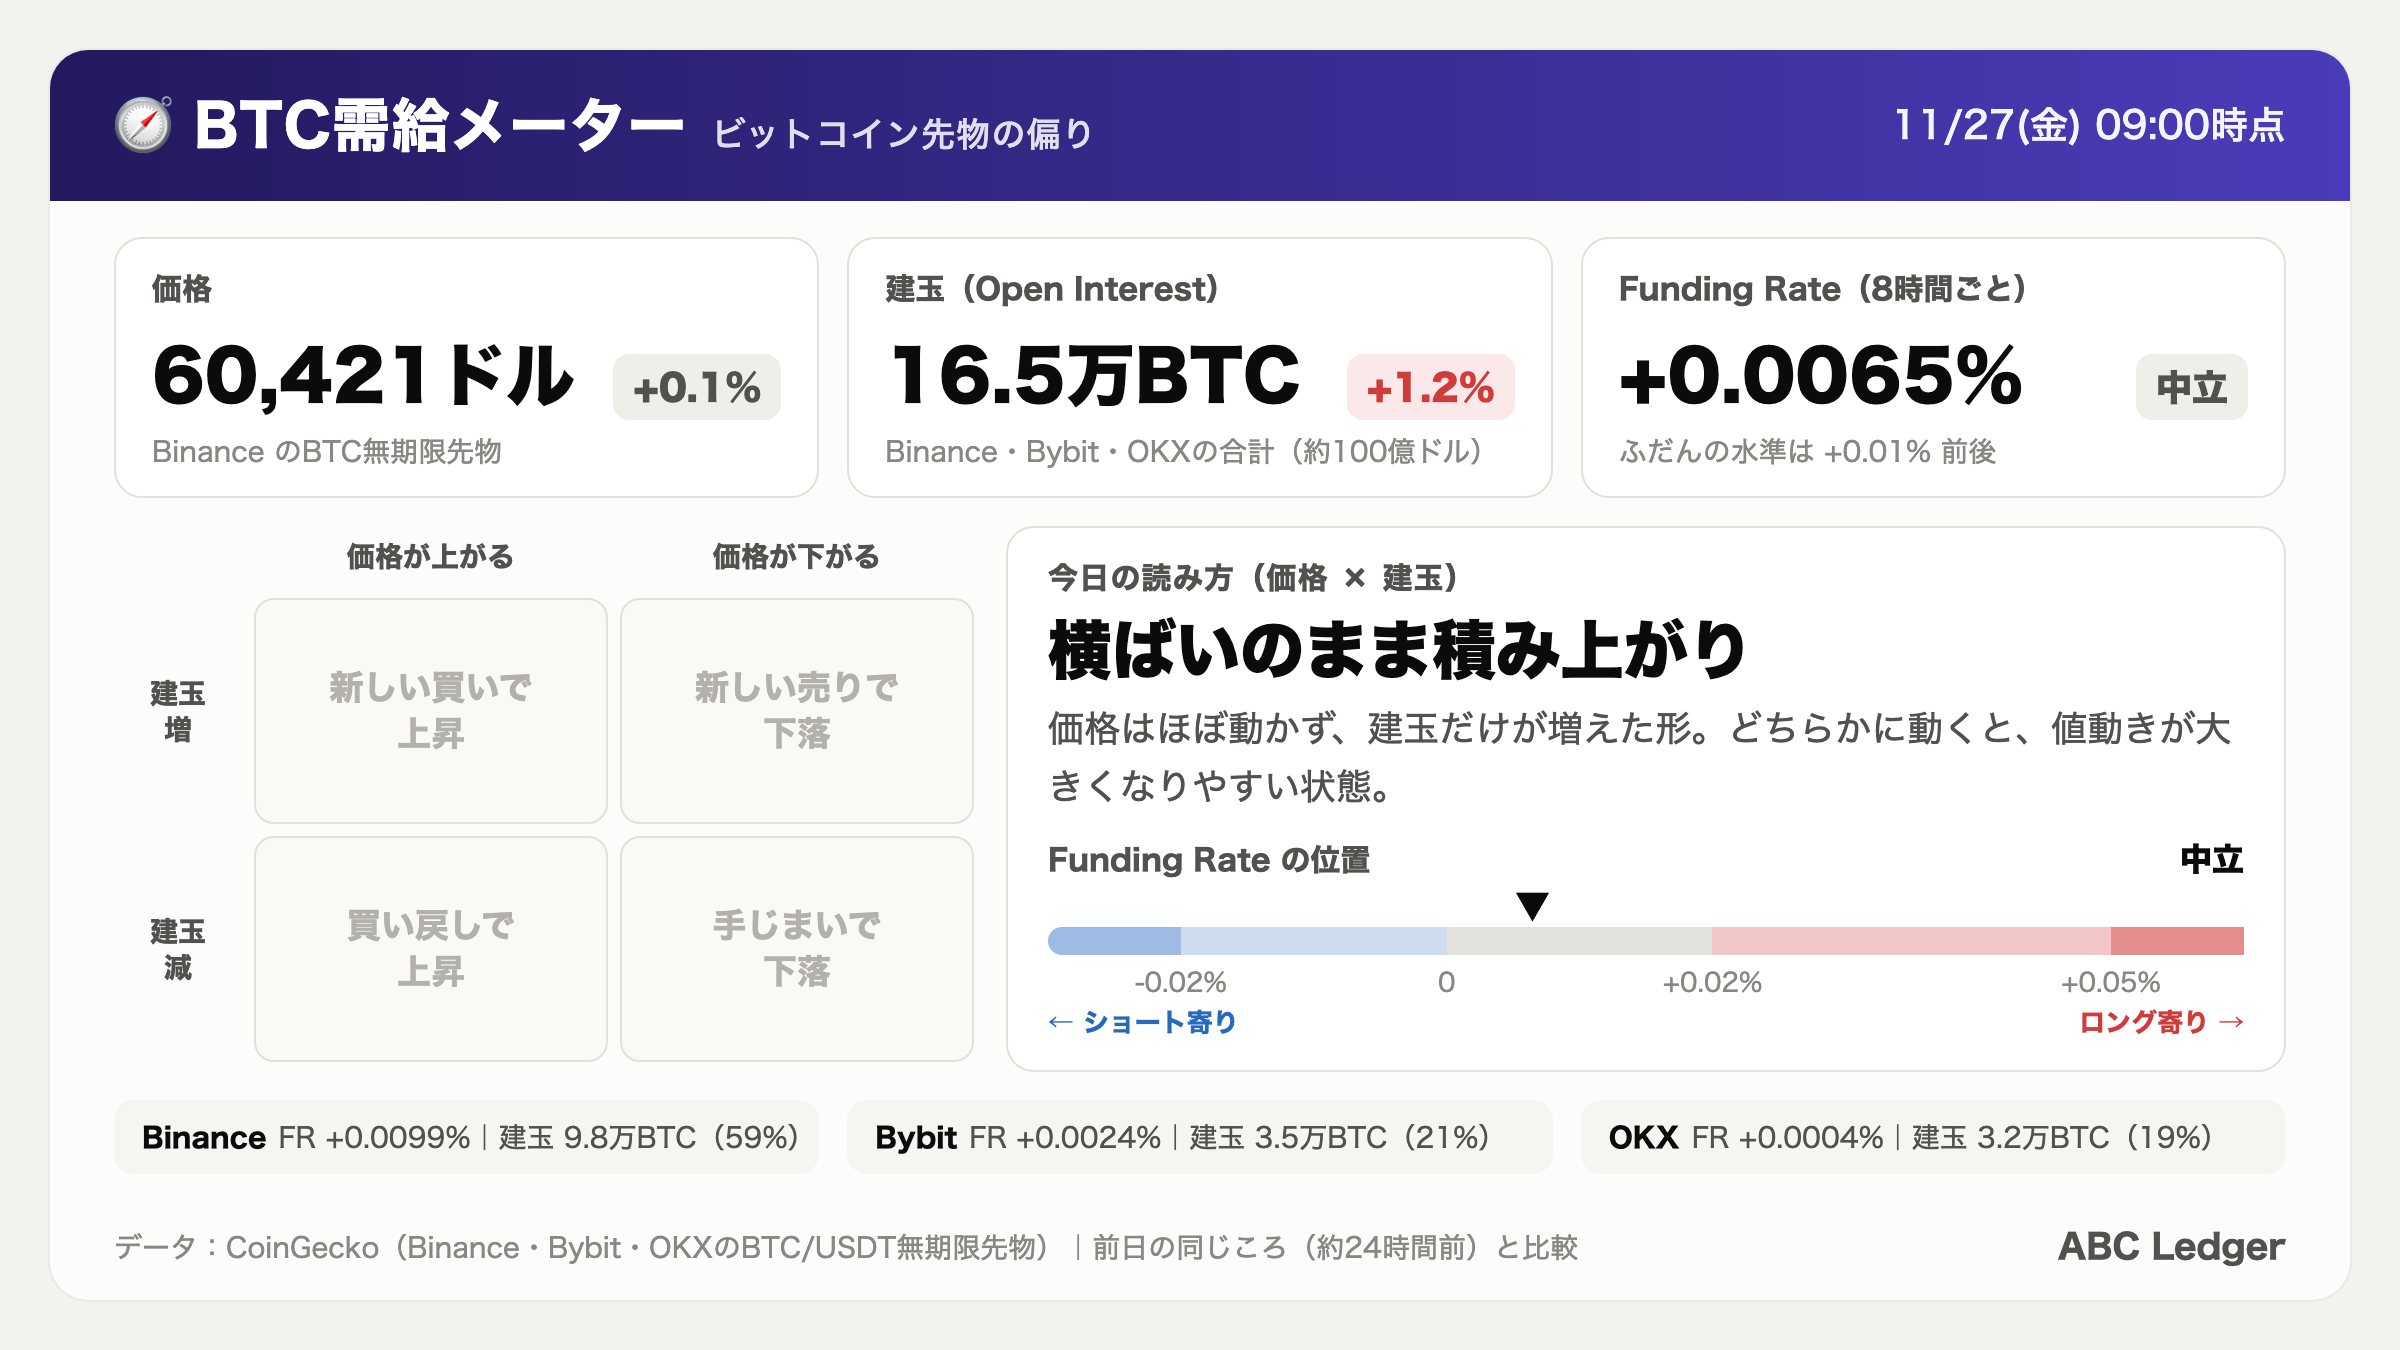 BTC需給メーター ビットコイン先物の偏り
11/27(金) 09:00時点
価格
60,421ドル +0.1%
Binance のBTC無期限先物
建玉（Open Interest）
16.5万BTC +1.2%
Binance・Bybit・OKXの合計（約100億ドル）
Funding Rate（8時間ごと）
+0.0065% 中立
ふだんの水準は +0.01% 前後
価格が上がる 価格が下がる
建玉
増
新しい買いで
上昇
新しい売りで
下落
建玉
減
買い戻しで
上昇
手じまいで
下落
今日の読み方（価格 × 建玉）
横ばいのまま積み上がり
価格はほぼ動かず、建玉だけが増えた形。どちらかに動くと、値動きが大
きくなりやすい状態。
Funding Rate の位置 中立
▼
-0.02% 0 +0.02% +0.05%
← ショート寄り ロング寄り →
Binance FR +0.0099%｜建玉 9.8万BTC（59%）
Bybit FR +0.0024%｜建玉 3.5万BTC（21%）
OKX FR +0.0004%｜建玉 3.2万BTC（19%）
データ：CoinGecko（Binance・Bybit・OKXのBTC/USDT無期限先物）｜前日の同じころ（約24時間前）と比較
ABC Ledger